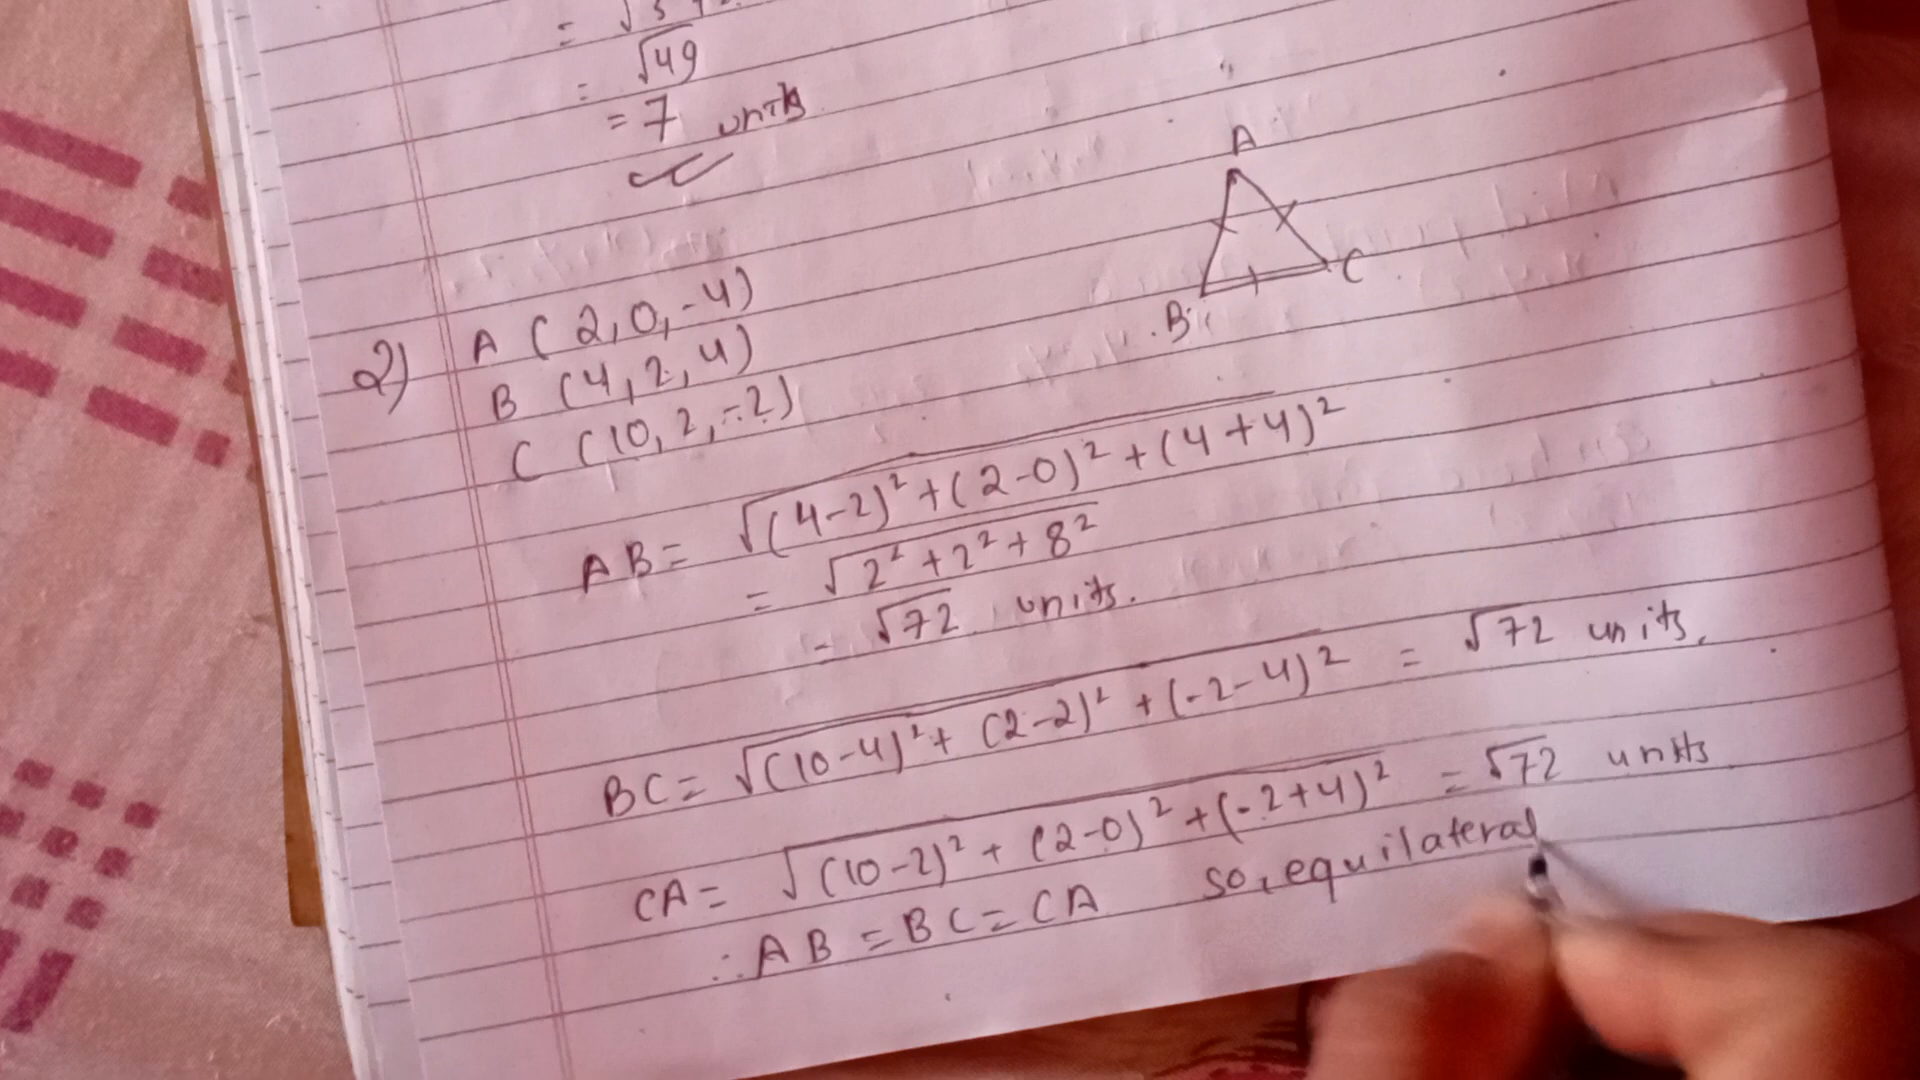 = √49
= 7 units
A
B
C
2) A (2,0,-4)
B (4,2,4)
C (10,2,-2)
AB = √(4-2)² + (2-0)² + (4+4)²
= √2² + 2² + 8²
= √72 units.
BC = √(10-4)² + (2-2)² + (-2-4)² = √72 units.
CA = √(10-2)² + (2-0)² + (-2+4)² = √72 units
∴ AB = BC = CA so, equilateral